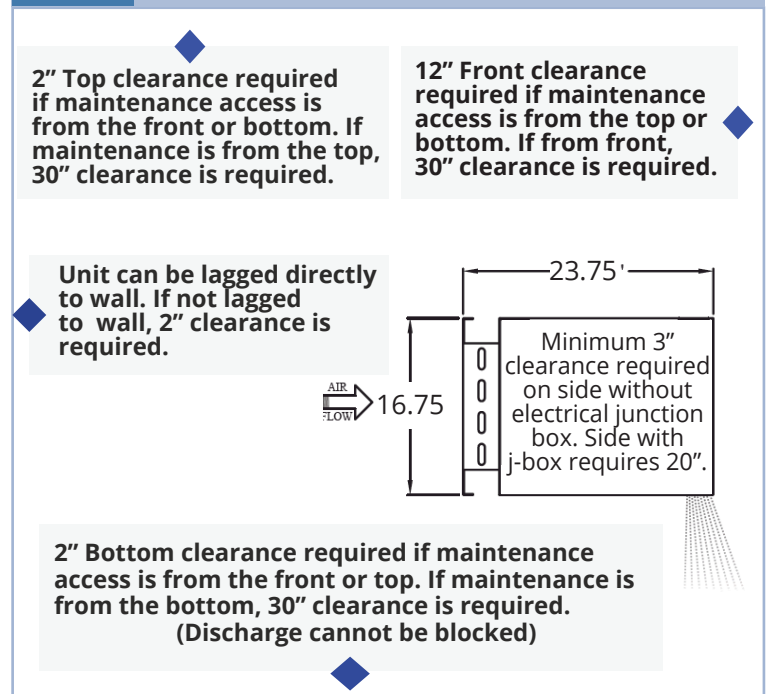 2” Top clearance required
if maintenance access is
from the front or bottom. If
maintenance is from the top,
30” clearance is required.
12” Front clearance
required if maintenance
access is from the top or
bottom. If from front,
30” clearance is required.
Unit can be lagged directly
to wall. If not lagged
to wall, 2” clearance is
required.
23.75'
AIR
FLOW
16.75
Minimum 3”
clearance required
on side without
electrical junction
box. Side with
j-box requires 20”.
2” Bottom clearance required if maintenance
access is from the front or top. If maintenance is
from the bottom, 30” clearance is required.
(Discharge cannot be blocked)